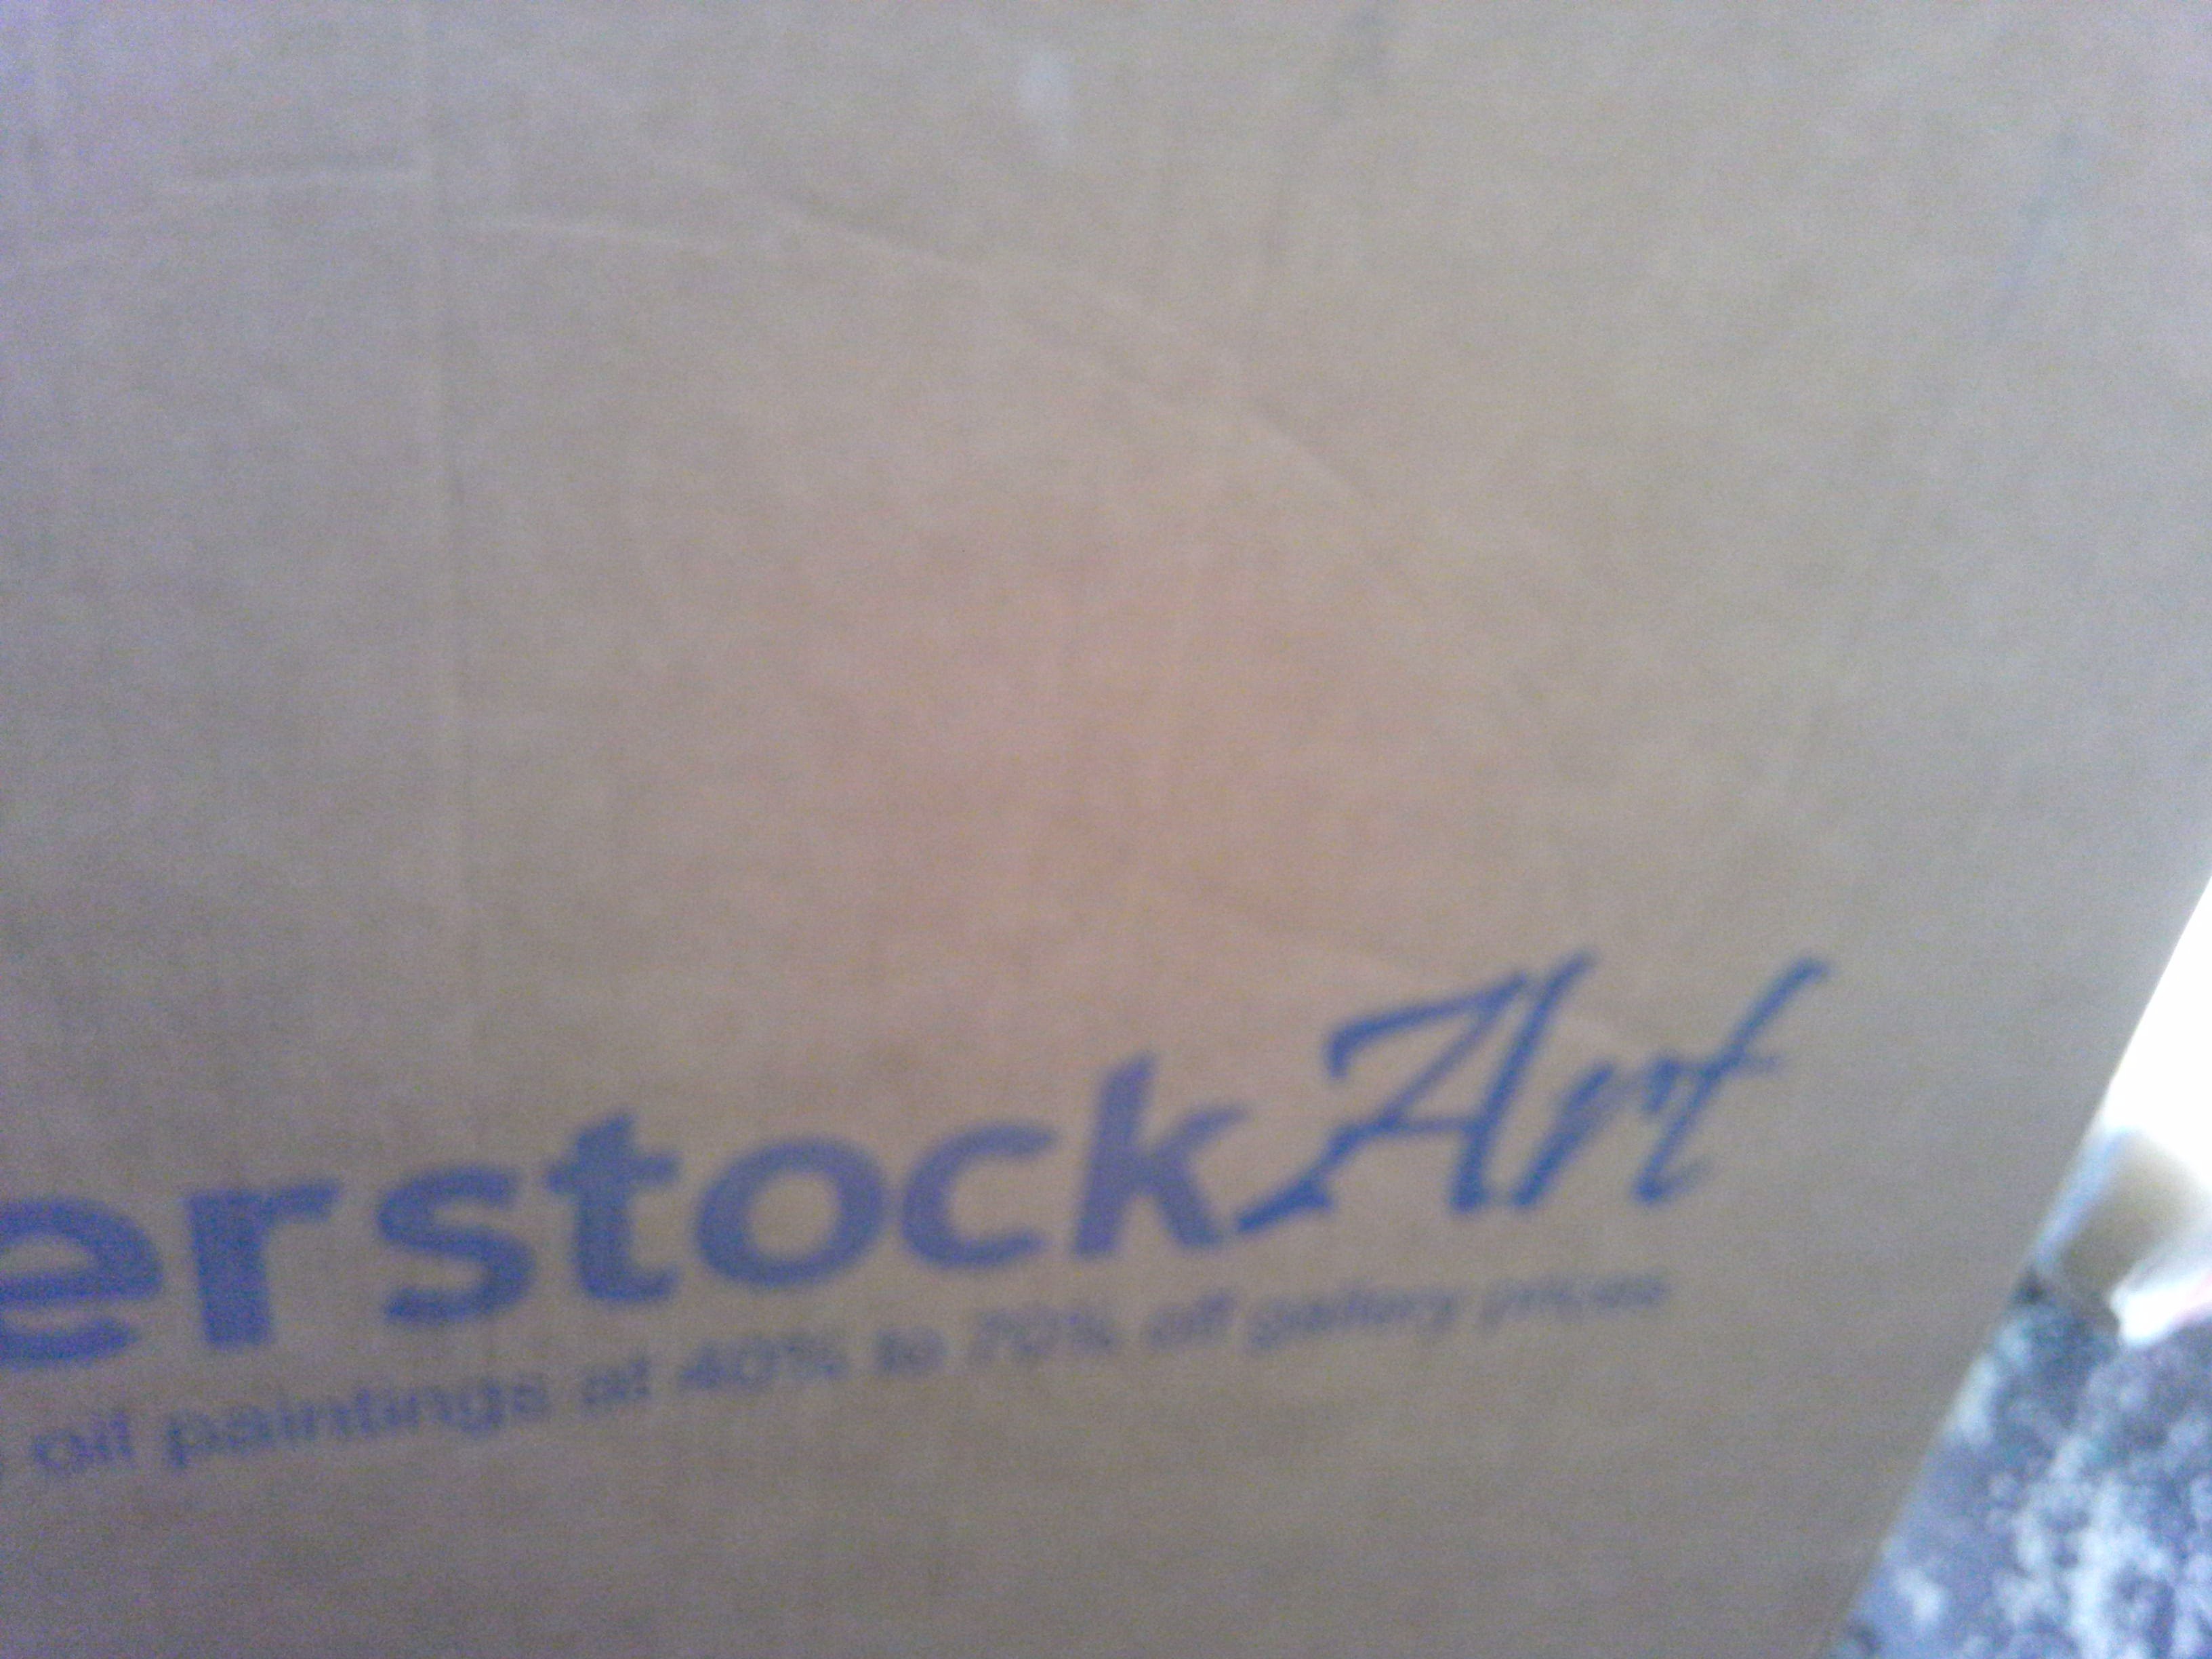 erstockArt
oil paintings at 40% to 70% off gallery prices